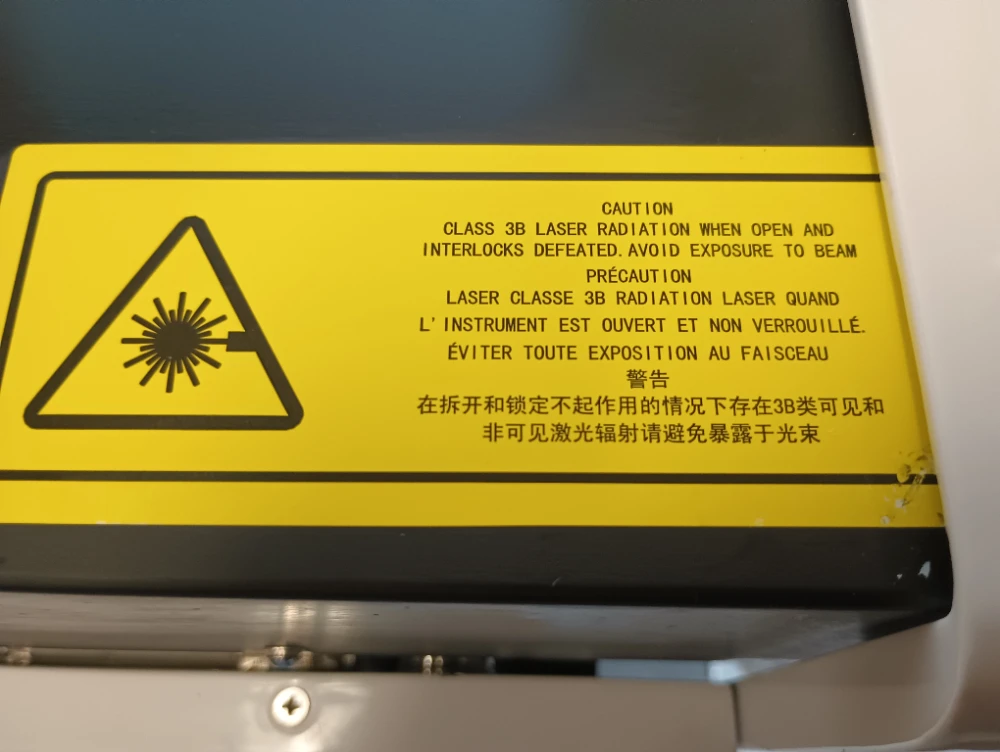 CAUTION
CLASS 3B LASER RADIATION WHEN OPEN AND
INTERLOCKS DEFEATED. AVOID EXPOSURE TO BEAM
PRÉCAUTION
LASER CLASSE 3B RADIATION LASER QUAND
L'INSTRUMENT EST OUVERT ET NON VERROUILLÉ.
ÉVITER TOUTE EXPOSITION AU FAISCEAU
警告
在拆开和锁定不起作用的情况下存在3B类可见和
非可见激光辐射请避免暴露于光束